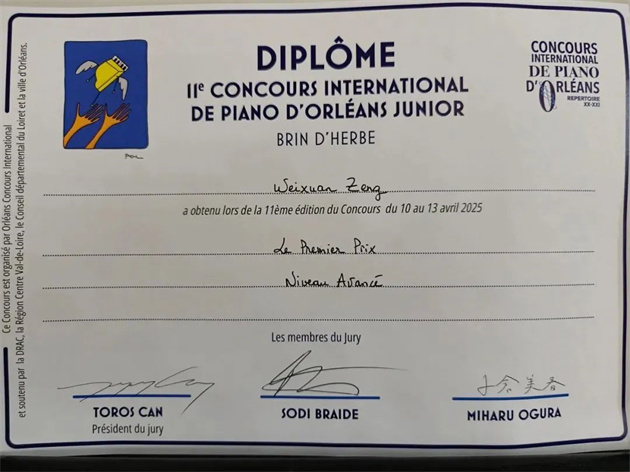 DIPLÔME
11e CONCOURS INTERNATIONAL
DE PIANO D'ORLÉANS JUNIOR
BRIN D'HERBE
CONCOURS
INTERNATIONAL
DE PIANO
D'ORLÉANS
REPERTOIRE
XX-XXI
Weixuan Zeng
a obtenu lors de la 11ème édition du Concours du 10 au 13 avril 2025
Le Premier Prix
Niveau Avancé
Les membres du Jury
小倉美春
TOROS CAN
Président du jury
SODI BRAIDE
MIHARU OGURA
Ce Concours est organisé par Orléans Concours International
et soutenu par la DRAC, la Région Centre Val-de-Loire, le Conseil départemental du Loiret et la ville d'Orléans.